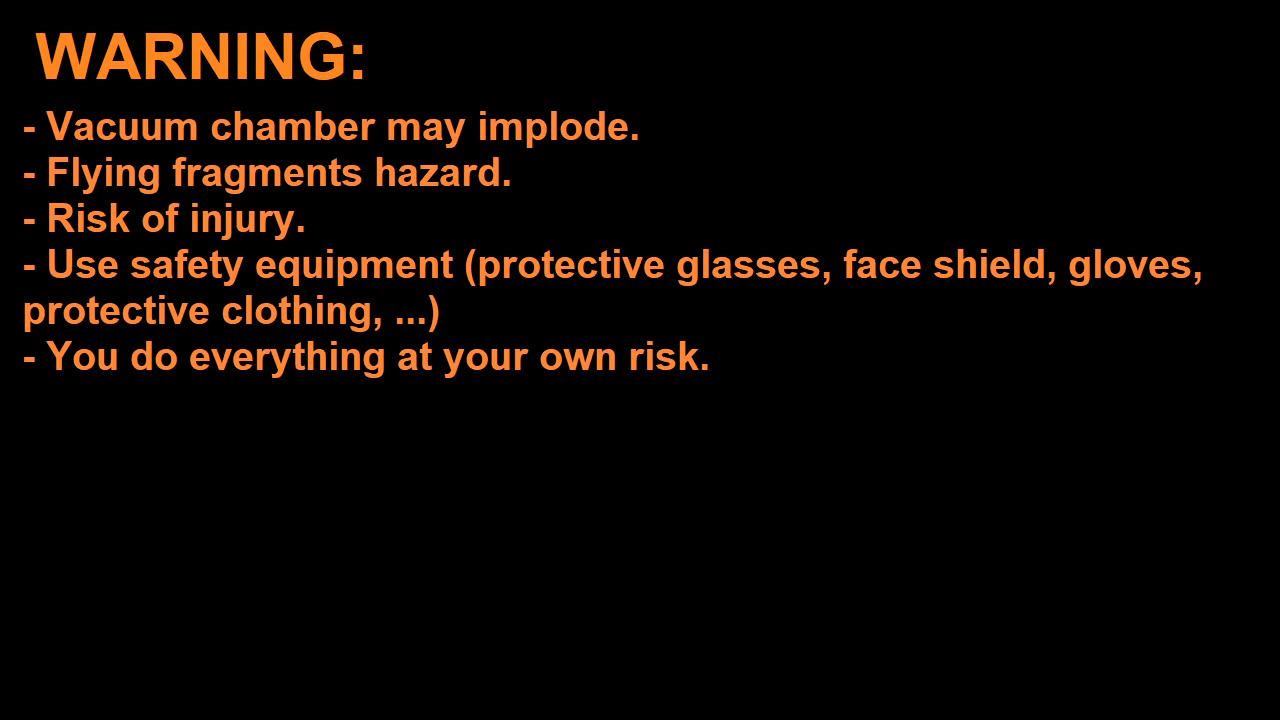 WARNING:
- Vacuum chamber may implode.
- Flying fragments hazard.
- Risk of injury.
- Use safety equipment (protective glasses, face shield, gloves,
protective clothing, ...)
- You do everything at your own risk.